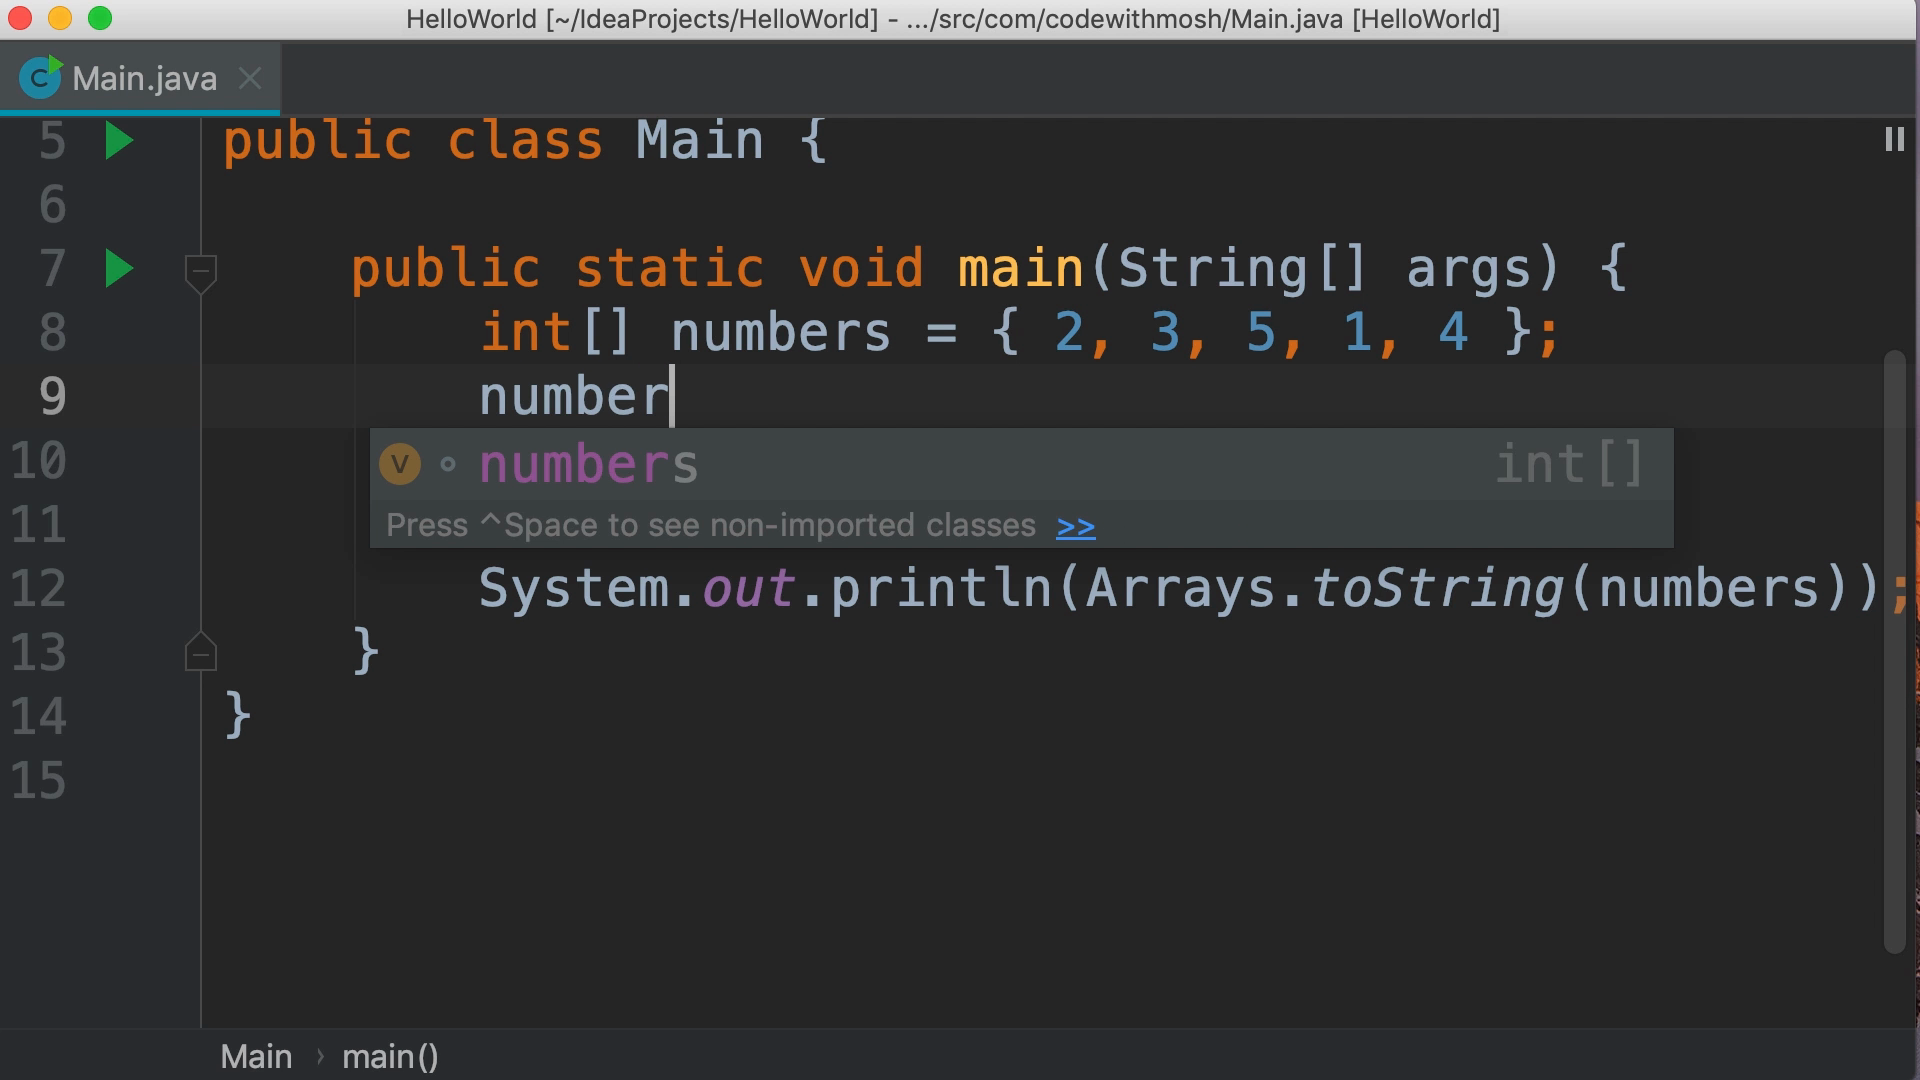 HelloWorld [~/IdeaProjects/HelloWorld] - .../src/com/codewithmosh/Main.java [HelloWorld]
C Main.java
5 public class Main {
6
7 public static void main(String[] args) {
8 int[] numbers = { 2, 3, 5, 1, 4 };
9 number
10 v numbers int[]
11 Press ^Space to see non-imported classes >>
12 System.out.println(Arrays.toString(numbers));
13 }
14 }
15
Main › main()